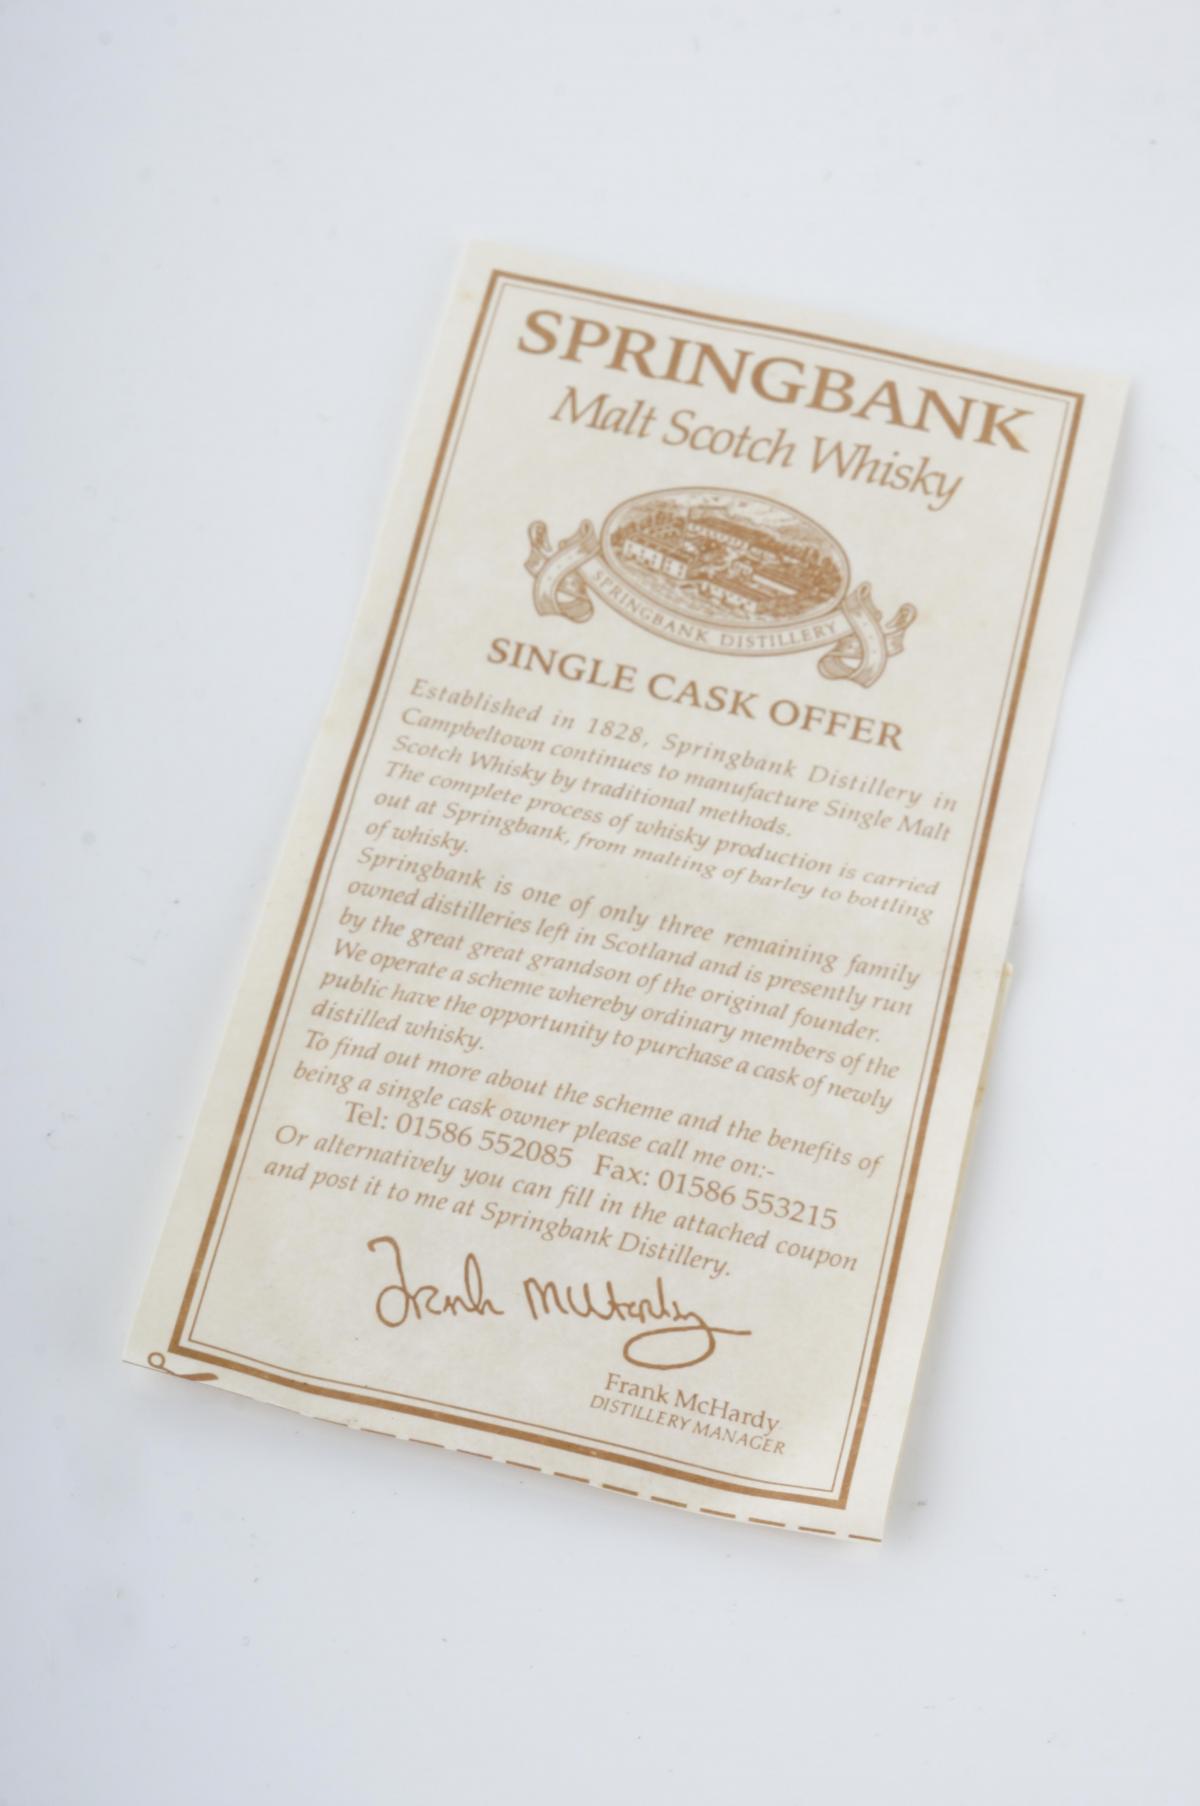 SPRINGBANK
Malt Scotch Whisky
SPRINGBANK DISTILLERY
SINGLE CASK OFFER
Established in 1828, Springbank Distillery in
Campbeltown continues to manufacture Single Malt
Scotch Whisky by traditional methods.
The complete process of whisky production is carried
out at Springbank, from malting of barley to bottling
of whisky.
Springbank is one of only three remaining family
owned distilleries left in Scotland and is presently run
by the great great grandson of the original founder.
We operate a scheme whereby ordinary members of the
public have the opportunity to purchase a cask of newly
distilled whisky.
To find out more about the scheme and the benefits of
being a single cask owner please call me on:-
Tel: 01586 552085 Fax: 01586 553215
Or alternatively you can fill in the attached coupon
and post it to me at Springbank Distillery.
Frank McHardy
Frank McHardy
DISTILLERY MANAGER